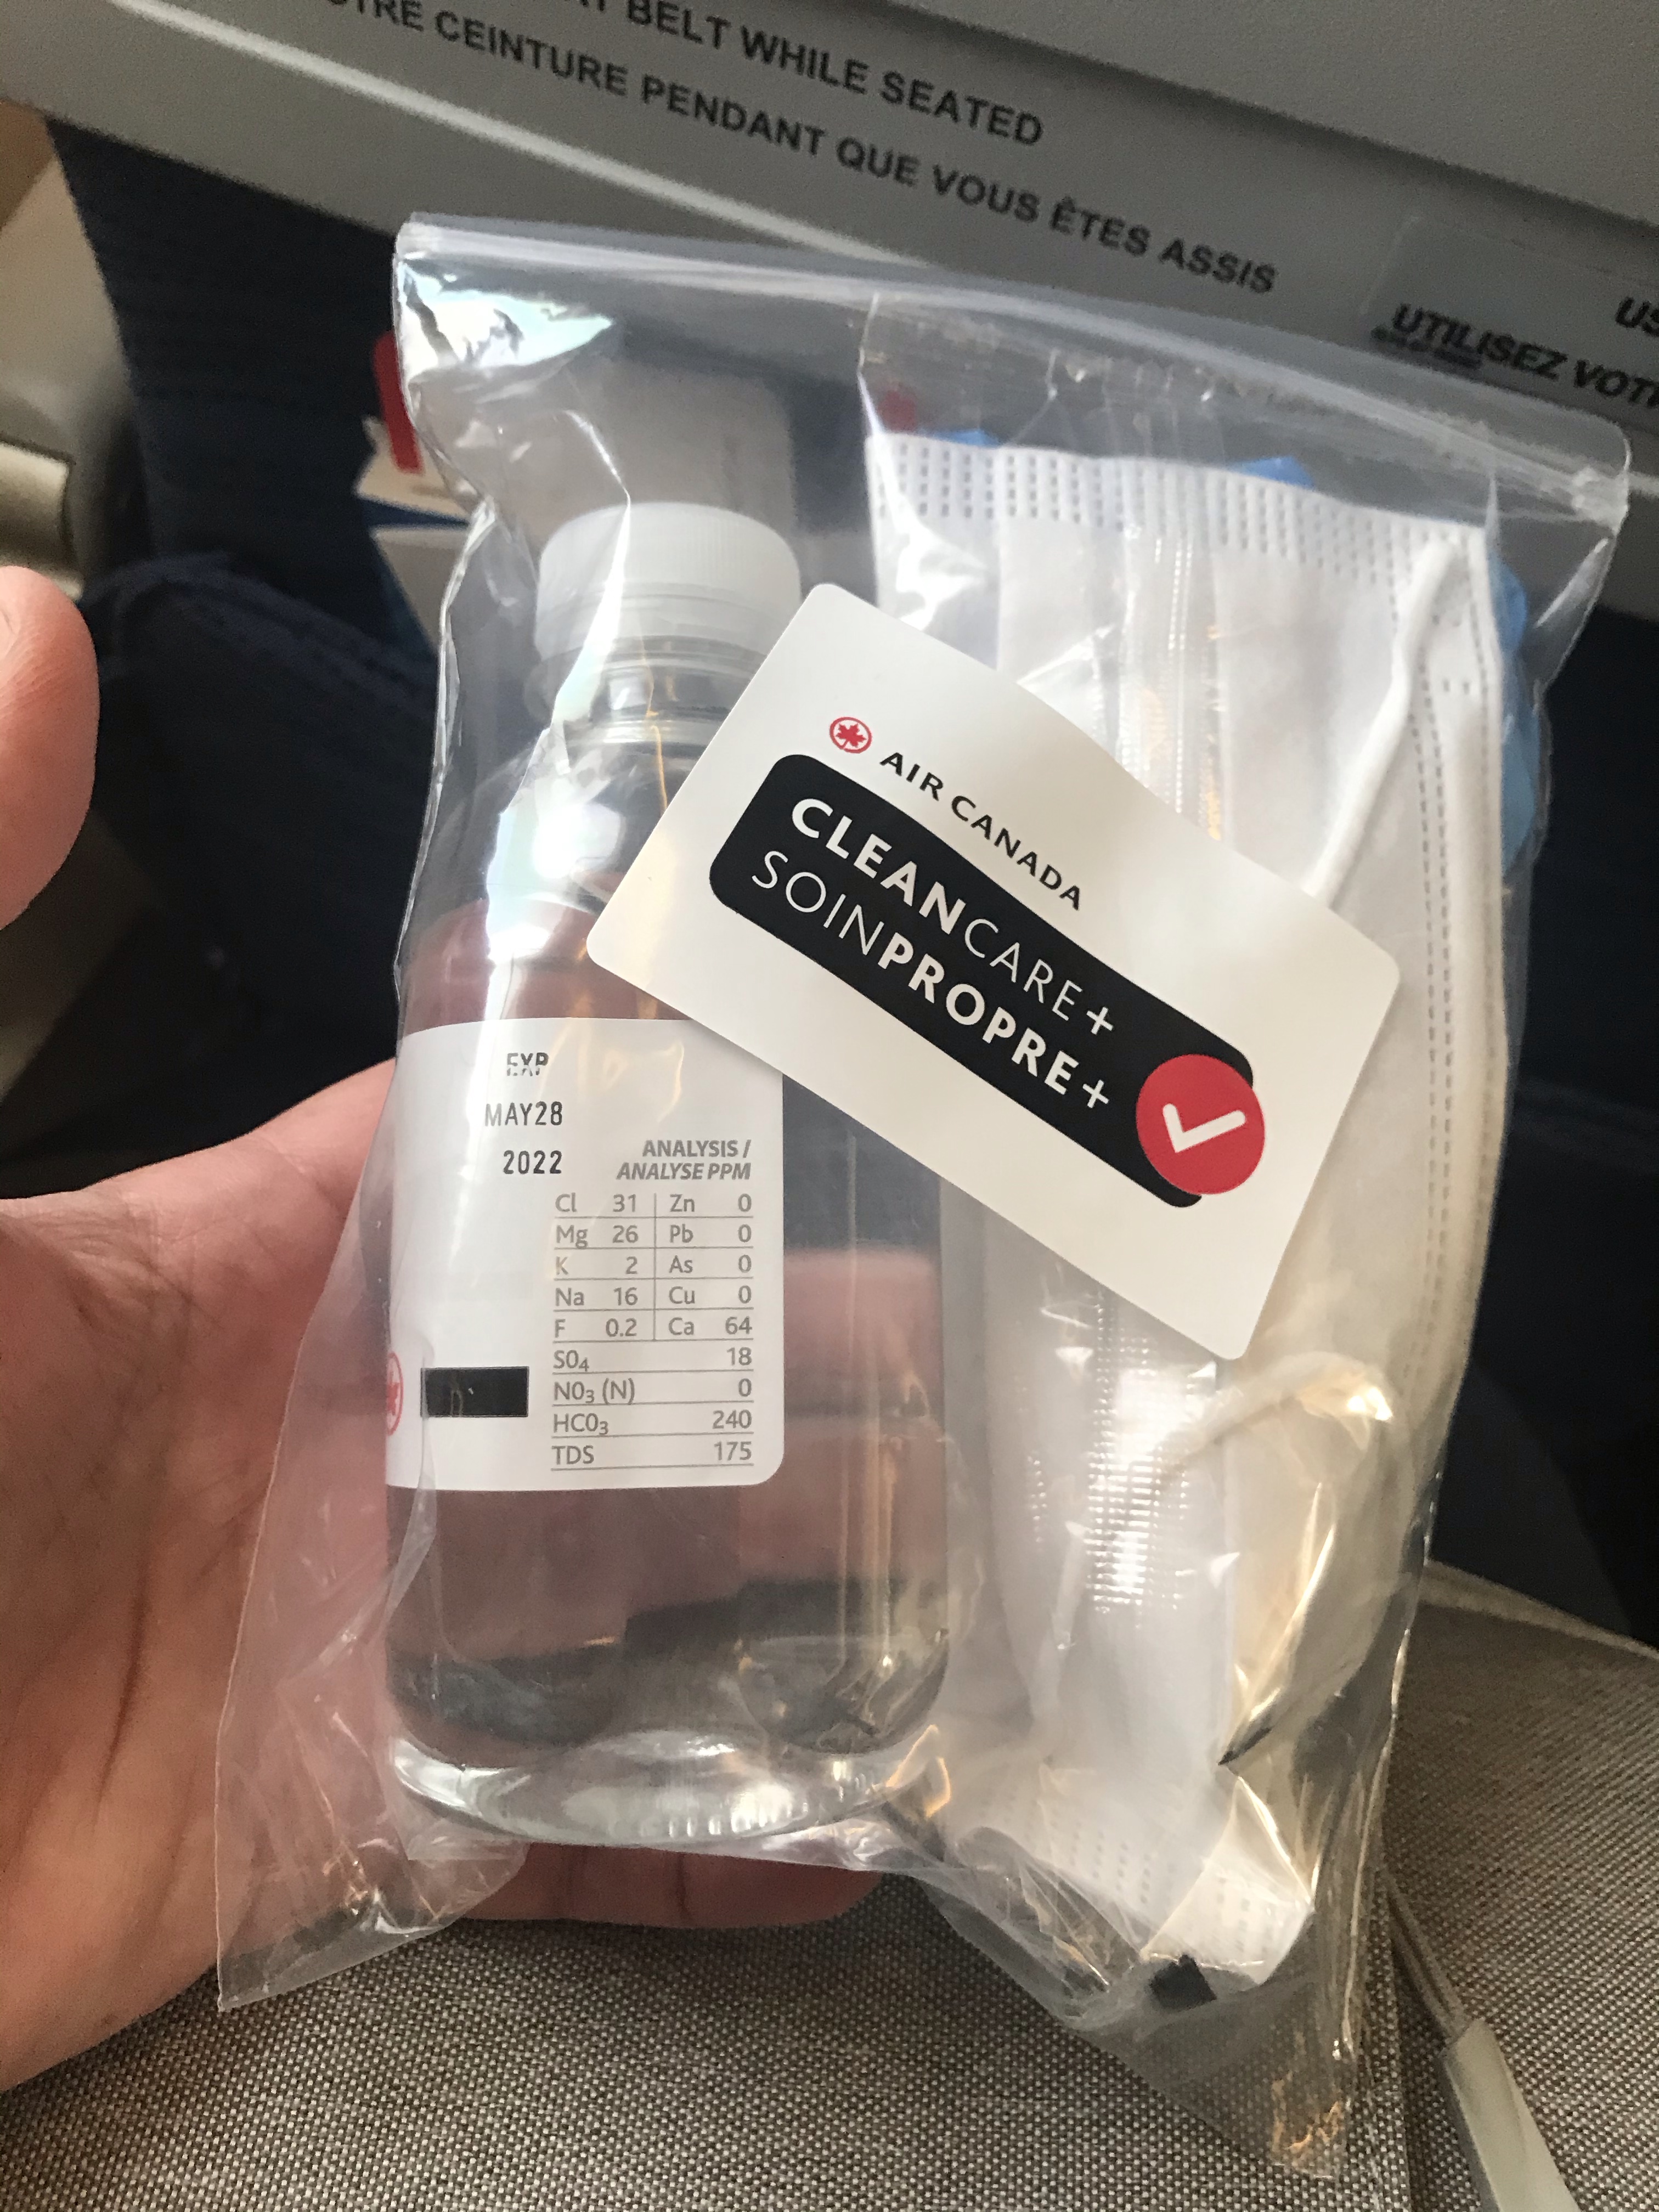 BELT WHILE SEATED
CEINTURE PENDANT QUE VOUS ÊTES ASSIS
UTILISEZ
AIR CANADA
CLEANCARE+
SOINPROPRE+
EXP
MAY28
2022
ANALYSIS /
ANALYSE PPM
Cl 31 Zn 0
Mg 26 Pb 0
K 2 As 0
Na 16 Cu 0
F 0.2 Ca 64
SO₄ 18
NO₃ (N) 0
HCO₃ 240
TDS 175